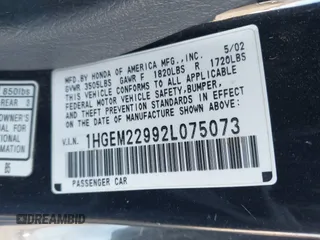 MFD. BY HONDA OF AMERICA MFG.,INC. 5/02
GVWR 3505LBS GAWR F 1820LBS R 1720LBS
THIS VEHICLE CONFORMS TO ALL APPLICABLE
FEDERAL MOTOR VEHICLE SAFETY,BUMPER,
AND THEFT PREVENTION STANDARDS IN EFFECT
ON THE DATE OF MANUFACTURE SHOWN ABOVE.
V.I.N. 1HGEM22992L075073
PASSENGER CAR
850lbs
REAR
DREAMBID